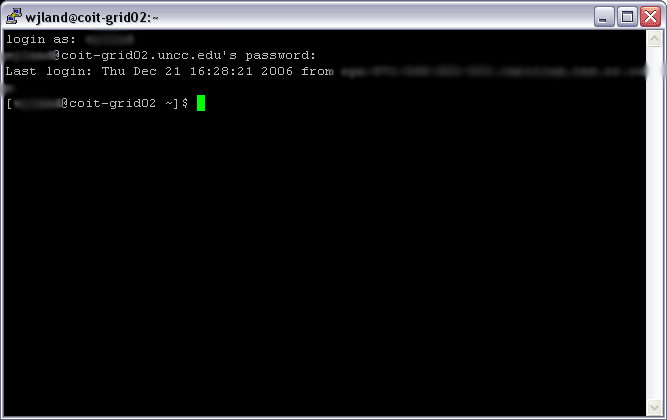 wjland@coit-grid02:~
login as:
@coit-grid02.uncc.edu's password:
Last login: Thu Dec 21 16:28:21 2006 from
[ @coit-grid02 ~]$